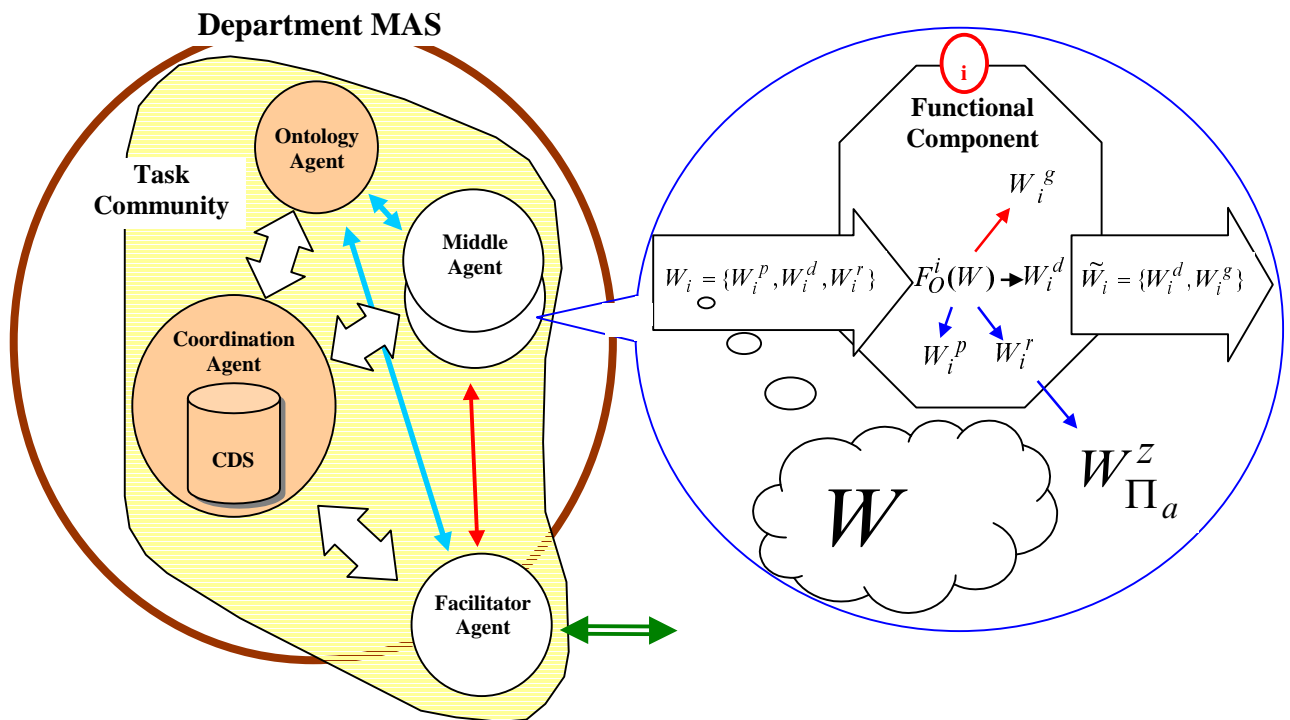 Department MAS
Ontology
Agent
Task
Community
Middle
Agent
Coordination
Agent
CDS
Facilitator
Agent
i
Functional
Component
W_i^g
W_i = {W_i^p, W_i^d, W_i^r}
F_O^i(W)
W_i^d
W̃_i = {W_i^d, W_i^g}
W_i^p
W_i^r
W
W_{Π_a}^z